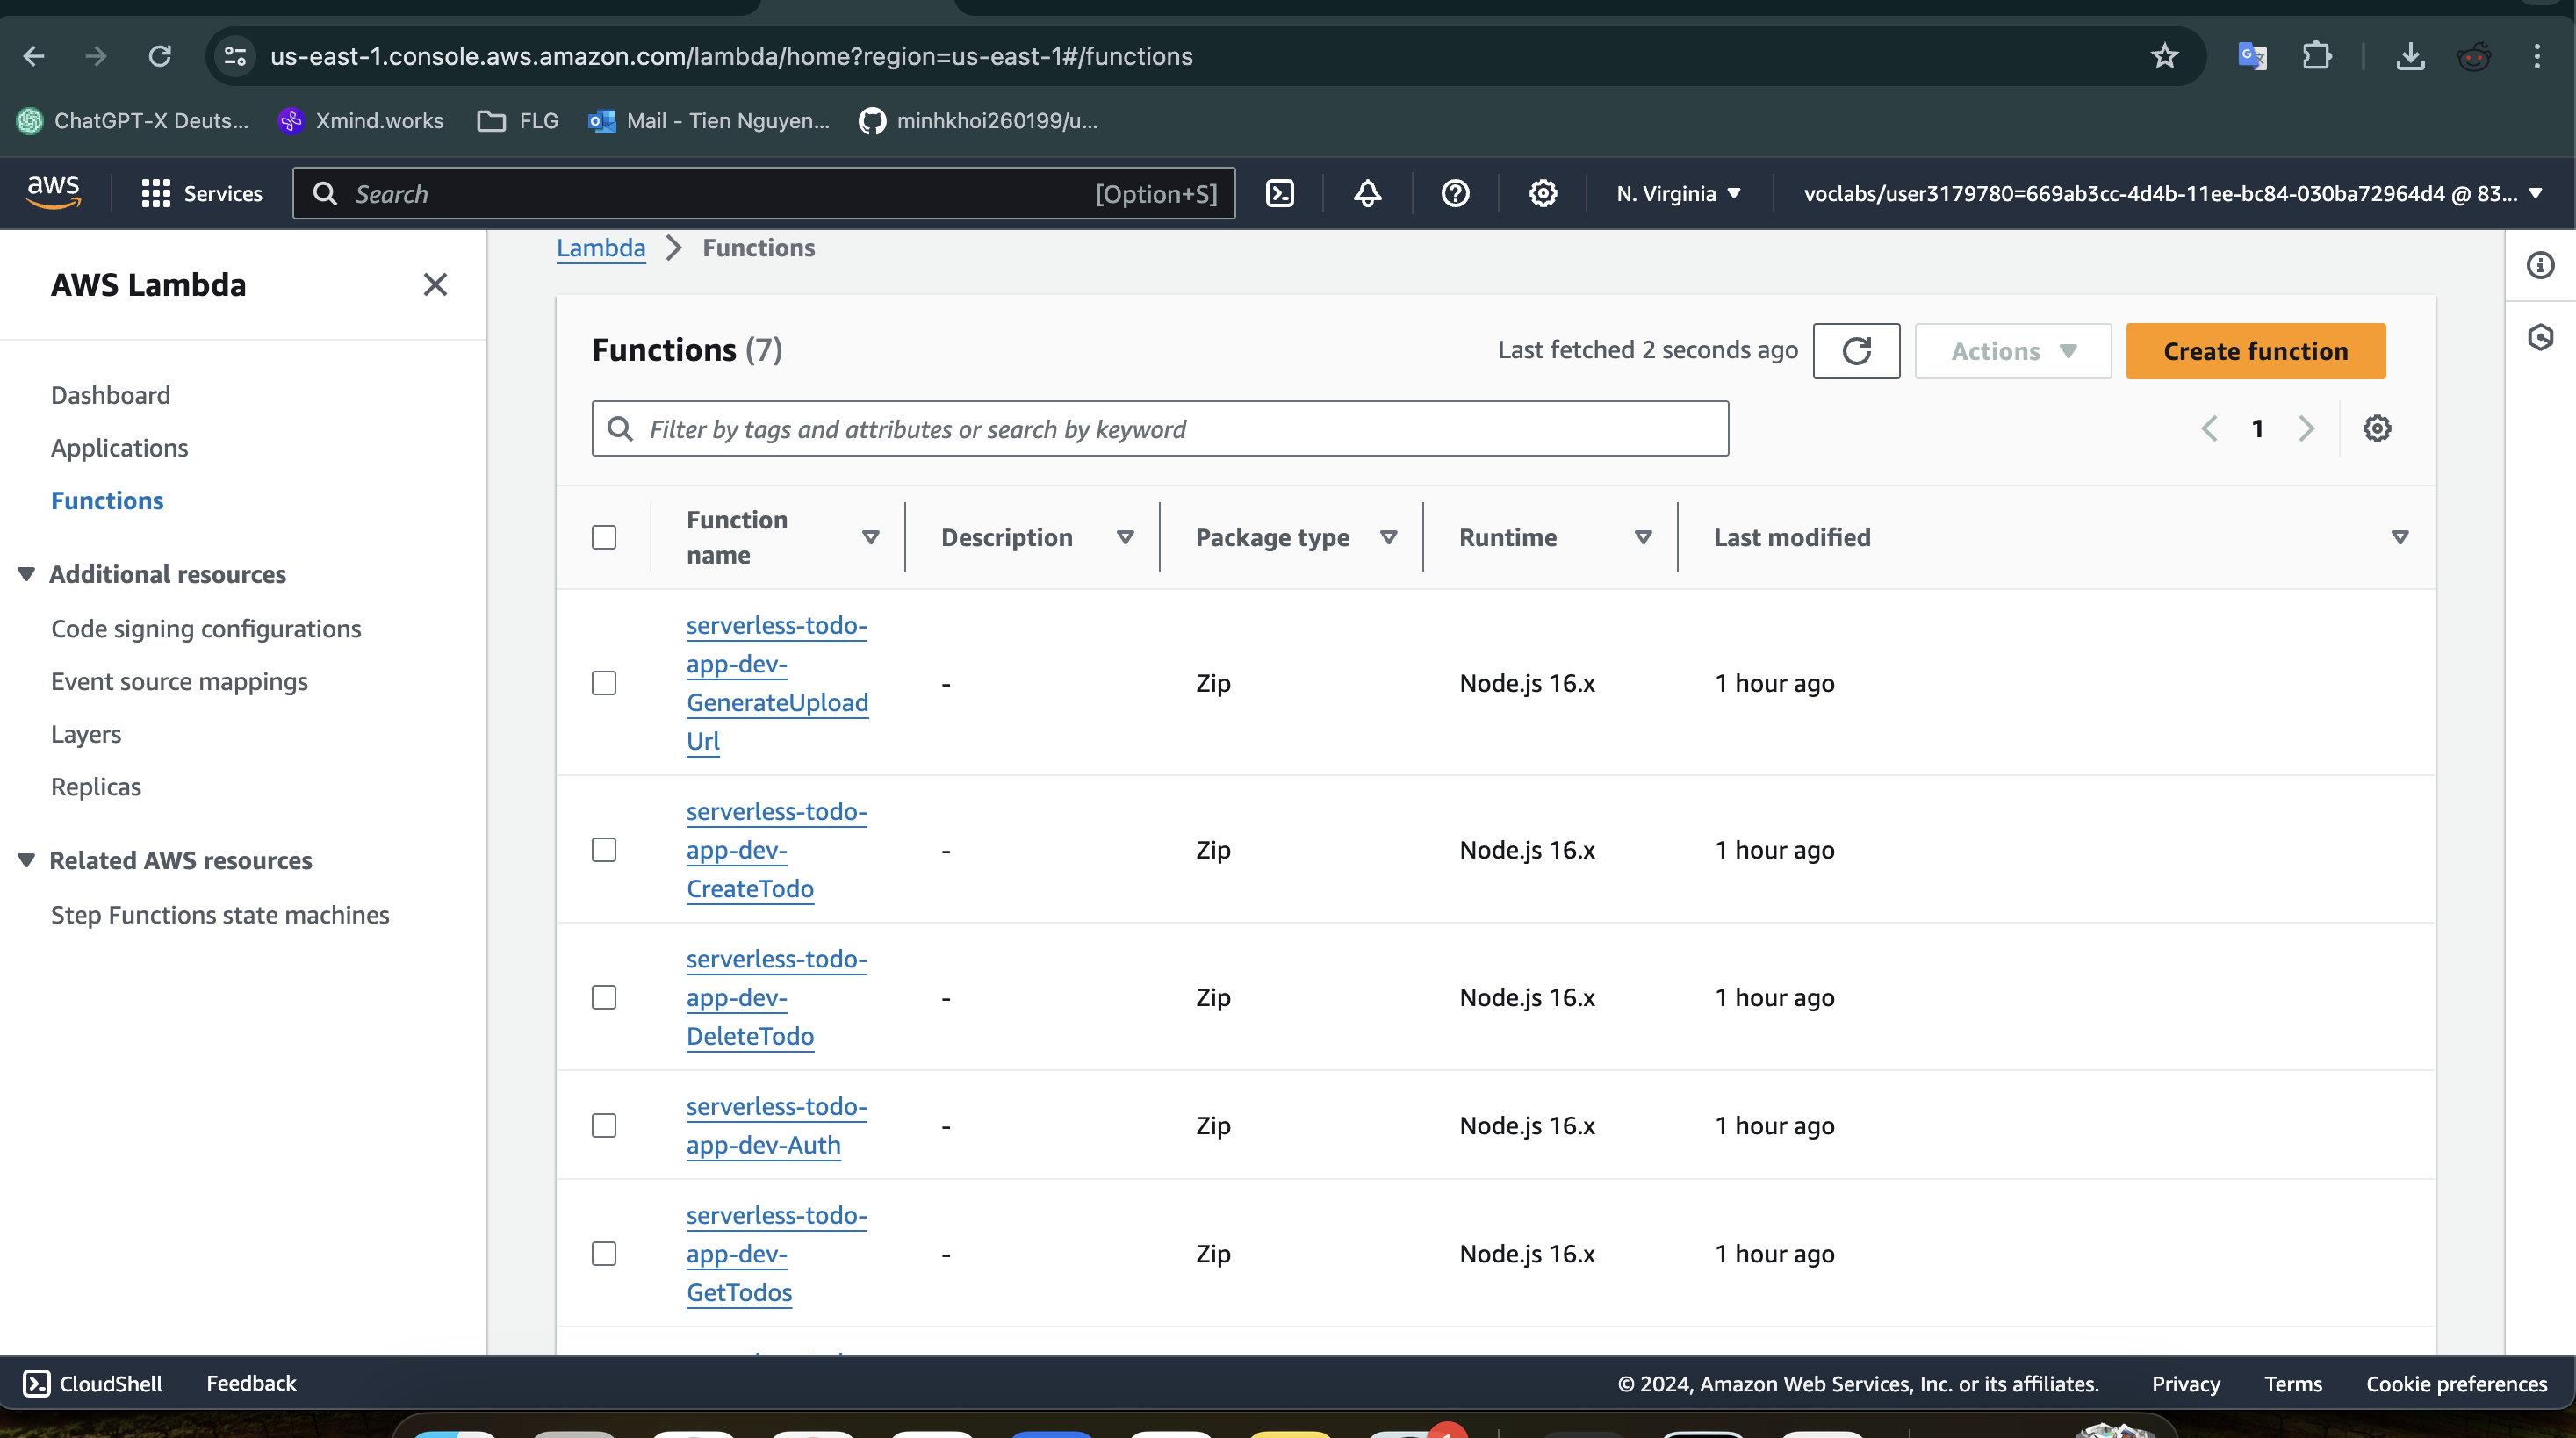 us-east-1.console.aws.amazon.com/lambda/home?region=us-east-1#/functions
ChatGPT-X Deuts...
Xmind.works
FLG
Mail - Tien Nguyen...
minhkhoi260199/u...
aws
Services
Search
[Option+S]
N. Virginia
voclabs/user3179780=669ab3cc-4d4b-11ee-bc84-030ba72964d4 @ 83...
AWS Lambda
Dashboard
Applications
Functions
Additional resources
Code signing configurations
Event source mappings
Layers
Replicas
Related AWS resources
Step Functions state machines
Lambda
Functions
Functions (7)
Last fetched 2 seconds ago
Actions
Create function
Filter by tags and attributes or search by keyword
1
Function
name
Description
Package type
Runtime
Last modified
serverless-todo-
app-dev-
GenerateUpload
Url
-
Zip
Node.js 16.x
1 hour ago
serverless-todo-
app-dev-
CreateTodo
-
Zip
Node.js 16.x
1 hour ago
serverless-todo-
app-dev-
DeleteTodo
-
Zip
Node.js 16.x
1 hour ago
serverless-todo-
app-dev-Auth
-
Zip
Node.js 16.x
1 hour ago
serverless-todo-
app-dev-
GetTodos
-
Zip
Node.js 16.x
1 hour ago
CloudShell
Feedback
© 2024, Amazon Web Services, Inc. or its affiliates.
Privacy
Terms
Cookie preferences